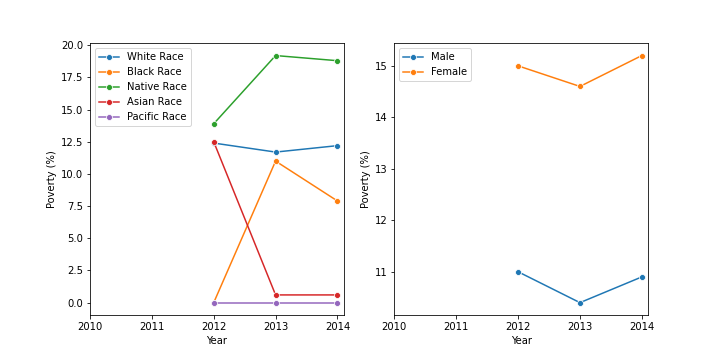 White Race
Black Race
Native Race
Asian Race
Pacific Race
20.0
17.5
15.0
12.5
10.0
7.5
5.0
2.5
0.0
Poverty (%)
2010 2011 2012 2013 2014
Year
Male
Female
15
14
13
12
11
Poverty (%)
2010 2011 2012 2013 2014
Year